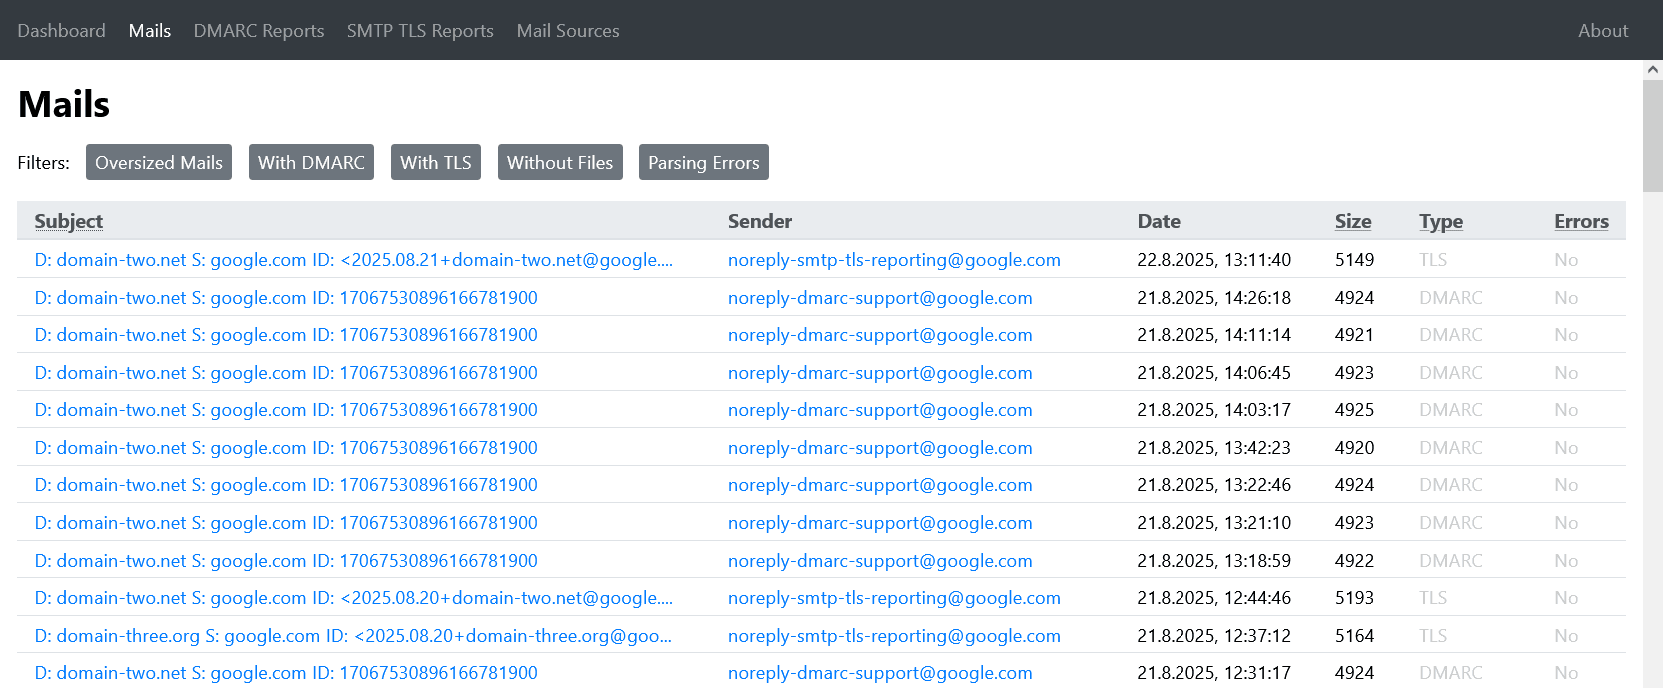 Dashboard Mails DMARC Reports SMTP TLS Reports Mail Sources About
Mails
Filters: Oversized Mails With DMARC With TLS Without Files Parsing Errors
Subject Sender Date Size Type Errors
D: domain-two.net S: google.com ID: <2025.08.21+domain-two.net@google.... noreply-smtp-tls-reporting@google.com 22.8.2025, 13:11:40 5149 TLS No
D: domain-two.net S: google.com ID: 17067530896166781900 noreply-dmarc-support@google.com 21.8.2025, 14:26:18 4924 DMARC No
D: domain-two.net S: google.com ID: 17067530896166781900 noreply-dmarc-support@google.com 21.8.2025, 14:11:14 4921 DMARC No
D: domain-two.net S: google.com ID: 17067530896166781900 noreply-dmarc-support@google.com 21.8.2025, 14:06:45 4923 DMARC No
D: domain-two.net S: google.com ID: 17067530896166781900 noreply-dmarc-support@google.com 21.8.2025, 14:03:17 4925 DMARC No
D: domain-two.net S: google.com ID: 17067530896166781900 noreply-dmarc-support@google.com 21.8.2025, 13:42:23 4920 DMARC No
D: domain-two.net S: google.com ID: 17067530896166781900 noreply-dmarc-support@google.com 21.8.2025, 13:22:46 4924 DMARC No
D: domain-two.net S: google.com ID: 17067530896166781900 noreply-dmarc-support@google.com 21.8.2025, 13:21:10 4923 DMARC No
D: domain-two.net S: google.com ID: 17067530896166781900 noreply-dmarc-support@google.com 21.8.2025, 13:18:59 4922 DMARC No
D: domain-two.net S: google.com ID: <2025.08.20+domain-two.net@google.... noreply-smtp-tls-reporting@google.com 21.8.2025, 12:44:46 5193 TLS No
D: domain-three.org S: google.com ID: <2025.08.20+domain-three.org@goo... noreply-smtp-tls-reporting@google.com 21.8.2025, 12:37:12 5164 TLS No
D: domain-two.net S: google.com ID: 17067530896166781900 noreply-dmarc-support@google.com 21.8.2025, 12:31:17 4924 DMARC No